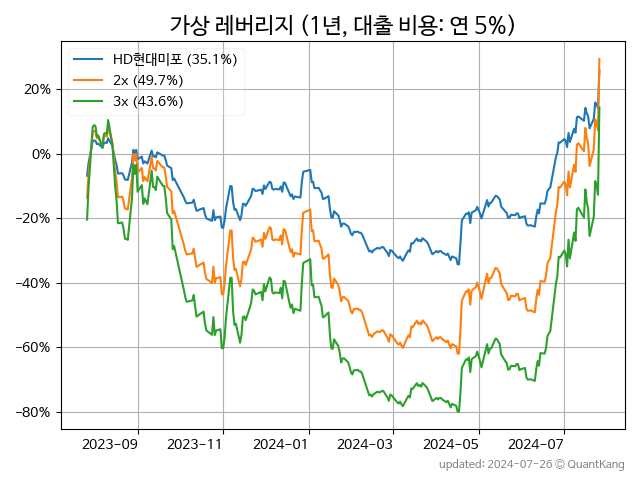 가상 레버리지 (1년, 대출 비용: 연 5%)
HD현대미포 (35.1%)
2x (49.7%)
3x (43.6%)
20%
0%
−20%
−40%
−60%
−80%
2023-09 2023-11 2024-01 2024-03 2024-05 2024-07
updated: 2024-07-26 © QuantKang